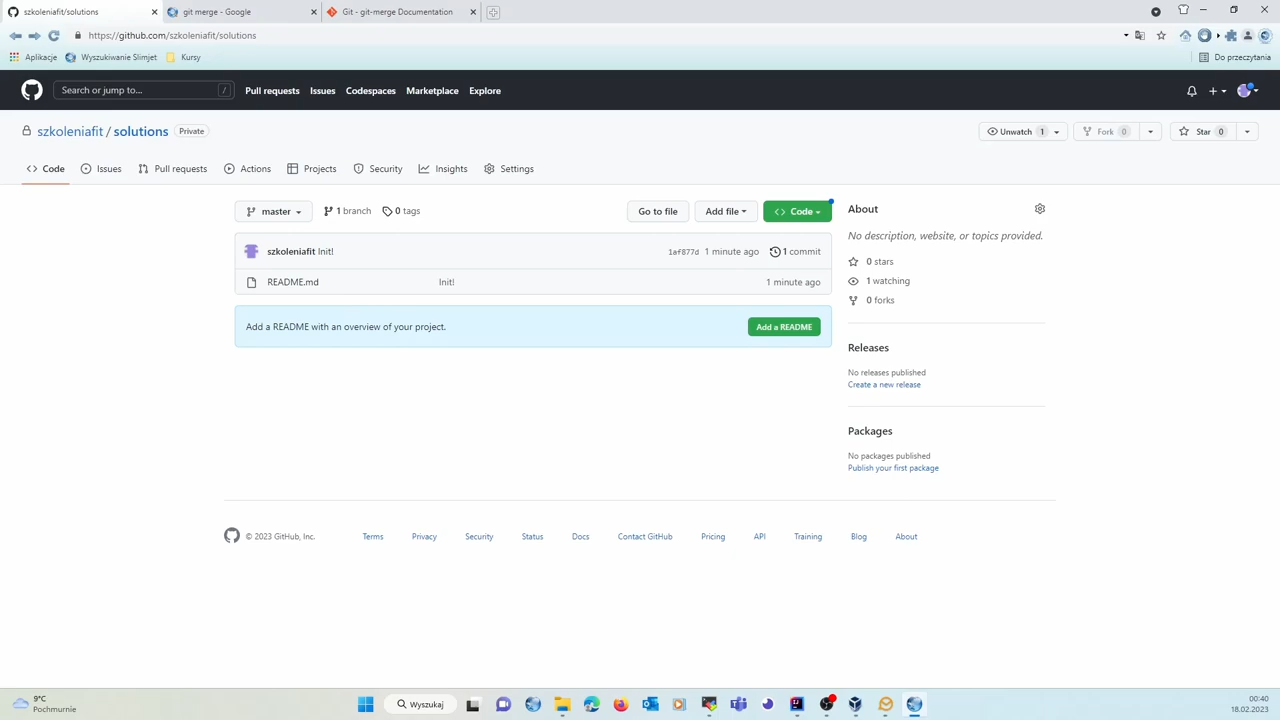 szkoleniafit/solutions
git merge - Google
Git - git-merge Documentation
https://github.com/szkoleniafit/solutions
Aplikacje
Wyszukiwanie Slimjet
Kursy
Do przeczytania
Search or jump to...
/
Pull requests
Issues
Codespaces
Marketplace
Explore
szkoleniafit / solutions
Private
Unwatch 1
Fork 0
Star 0
Code
Issues
Pull requests
Actions
Projects
Security
Insights
Settings
master
1 branch
0 tags
Go to file
Add file
Code
About
No description, website, or topics provided.
szkoleniafit Init!
1af877d 1 minute ago
1 commit
README.md
Init!
1 minute ago
0 stars
1 watching
0 forks
Add a README with an overview of your project.
Add a README
Releases
No releases published
Create a new release
Packages
No packages published
Publish your first package
© 2023 GitHub, Inc.
Terms
Privacy
Security
Status
Docs
Contact GitHub
Pricing
API
Training
Blog
About
9°C
Pochmurnie
Wyszukaj
00:40
18.02.2023